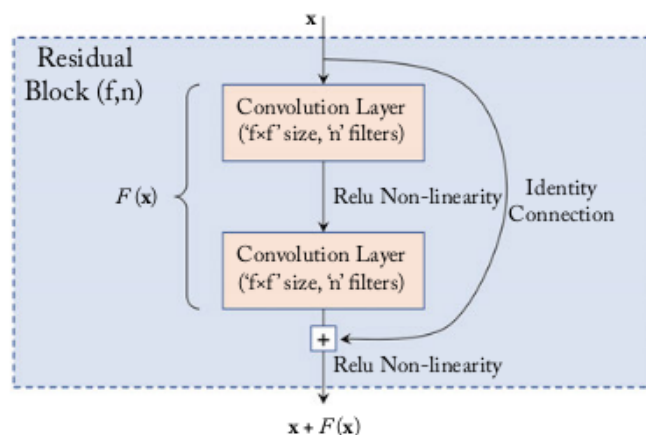 x
Residual
Block (f,n)
Convolution Layer
('f×f' size, 'n' filters)
F(x)
Relu Non-linearity
Identity
Connection
Convolution Layer
('f×f' size, 'n' filters)
+
Relu Non-linearity
x + F(x)